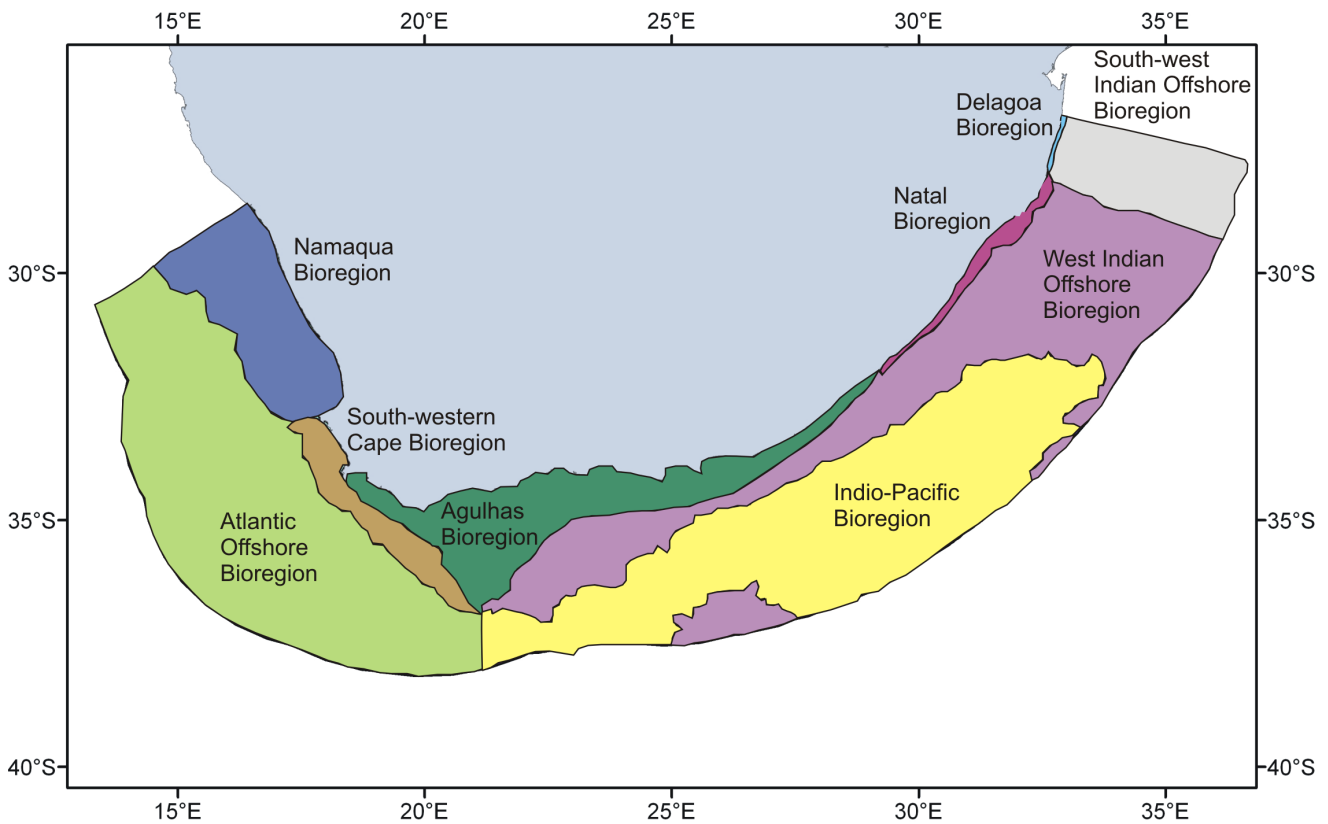 15°E
20°E
25°E
30°E
35°E
South-west
Indian Offshore
Bioregion
Delagoa
Bioregion
Natal
Bioregion
Namaqua
Bioregion
30°S
30°S
West Indian
Offshore
Bioregion
South-western
Cape Bioregion
Indio-Pacific
Bioregion
Agulhas
Bioregion
Atlantic
Offshore
Bioregion
35°S
35°S
40°S
40°S
15°E
20°E
25°E
30°E
35°E